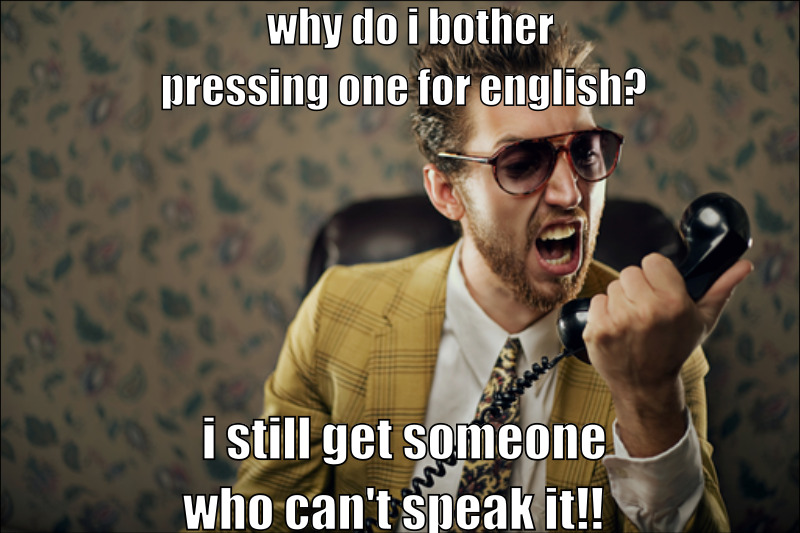 why do i bother
pressing one for english?
i still get someone
who can't speak it!!